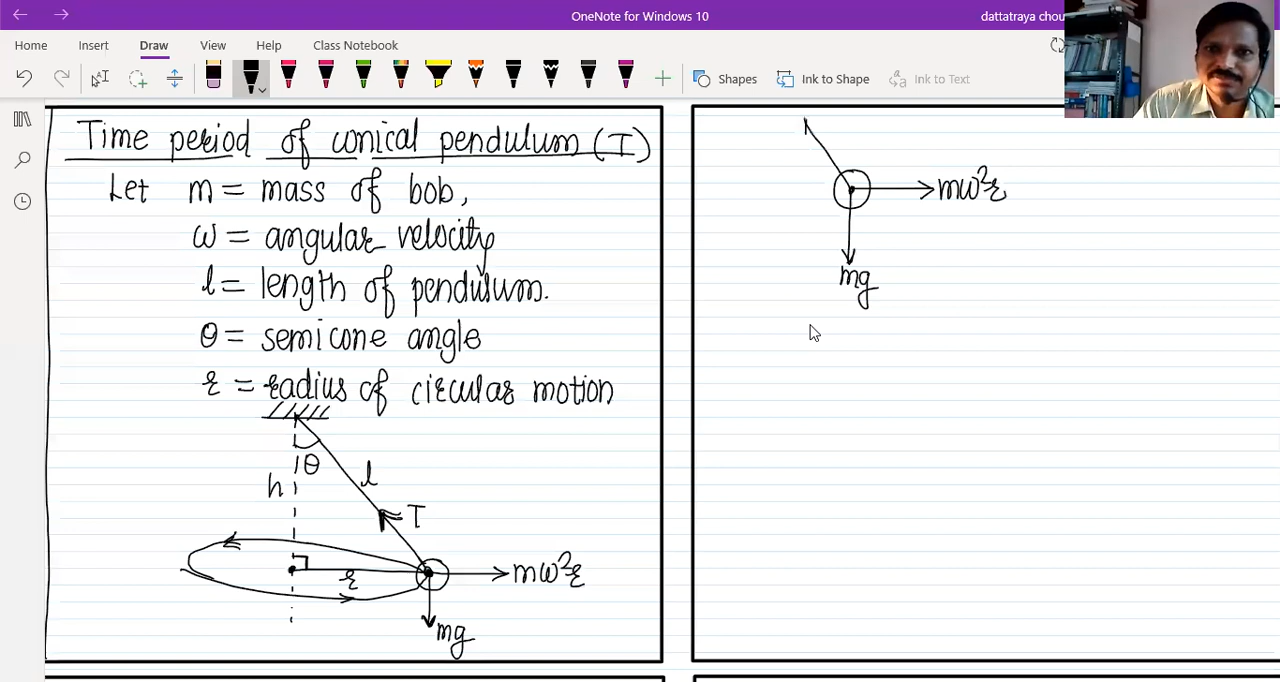 OneNote for Windows 10
dattatraya chou
Home Insert Draw View Help Class Notebook
Shapes Ink to Shape Ink to Text
Time period of conical pendulum (T)
Let m = mass of bob,
ω = angular velocity
l = length of pendulum.
θ = semicone angle
r = radius of circular motion
θ
h
l
T
r
mω²r
mg
mω²r
mg